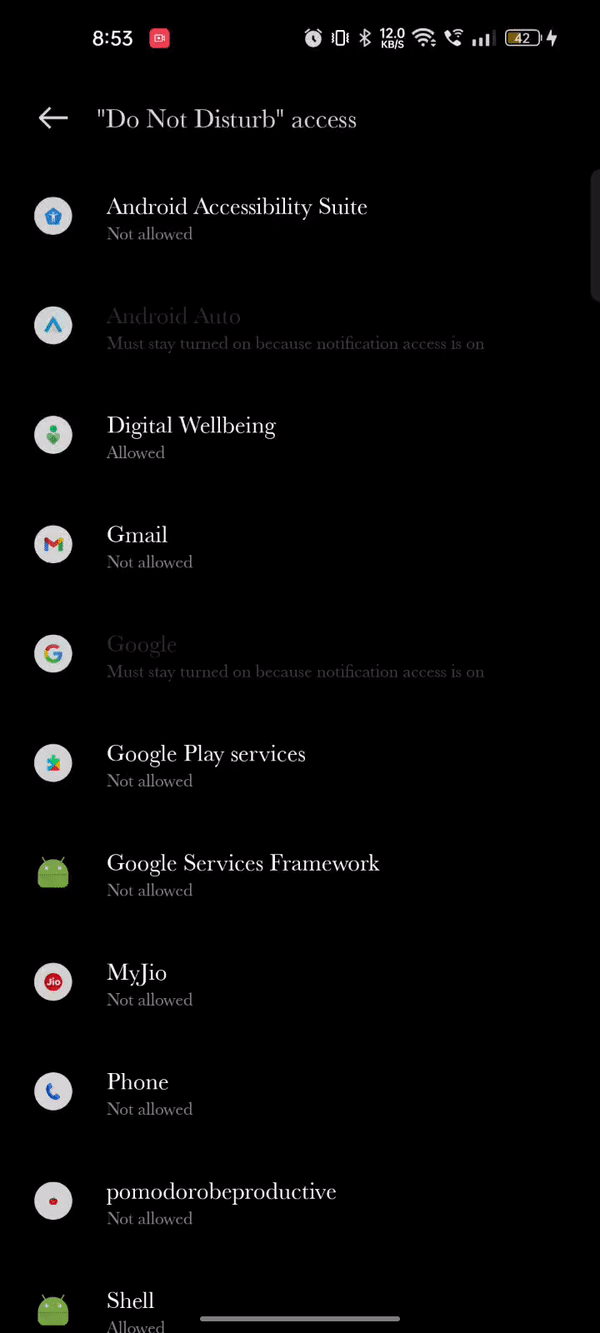 8:53
12.0
KB/S
42
"Do Not Disturb" access
Android Accessibility Suite
Not allowed
Android Auto
Must stay turned on because notification access is on
Digital Wellbeing
Allowed
Gmail
Not allowed
Google
Must stay turned on because notification access is on
Google Play services
Not allowed
Google Services Framework
Not allowed
Jio
MyJio
Not allowed
Phone
Not allowed
pomodorobeproductive
Not allowed
Shell
Allowed